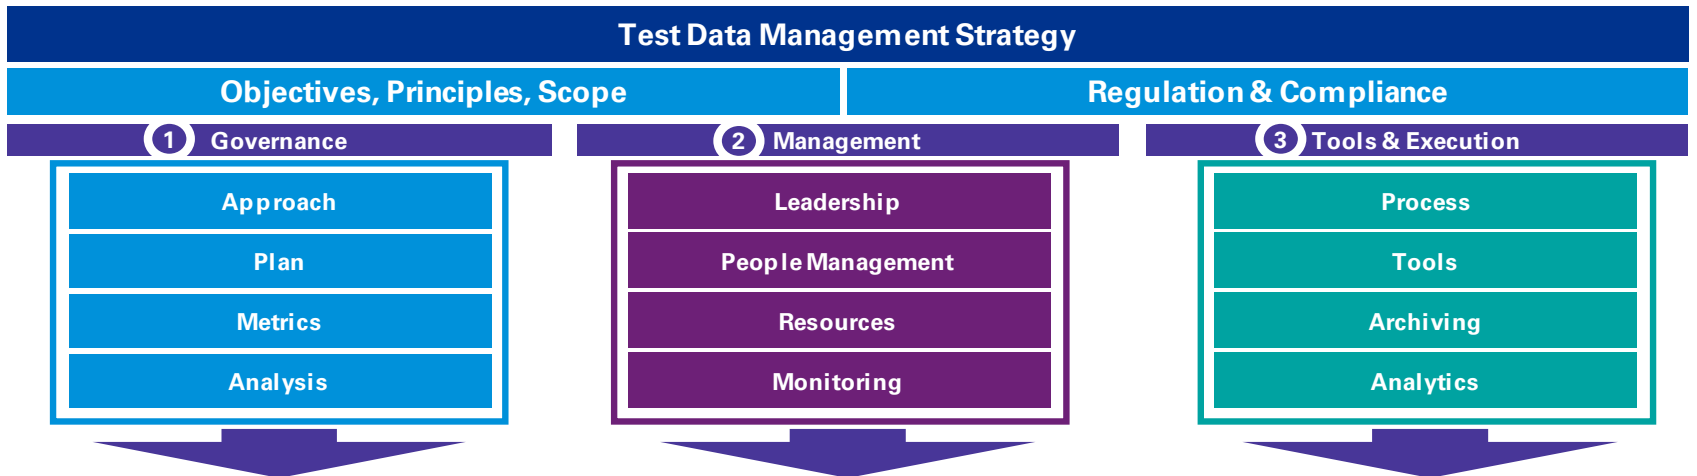 Test Data Management Strategy
Objectives, Principles, Scope
Regulation & Compliance
1 Governance
Approach
Plan
Metrics
Analysis
2 Management
Leadership
People Management
Resources
Monitoring
3 Tools & Execution
Process
Tools
Archiving
Analytics